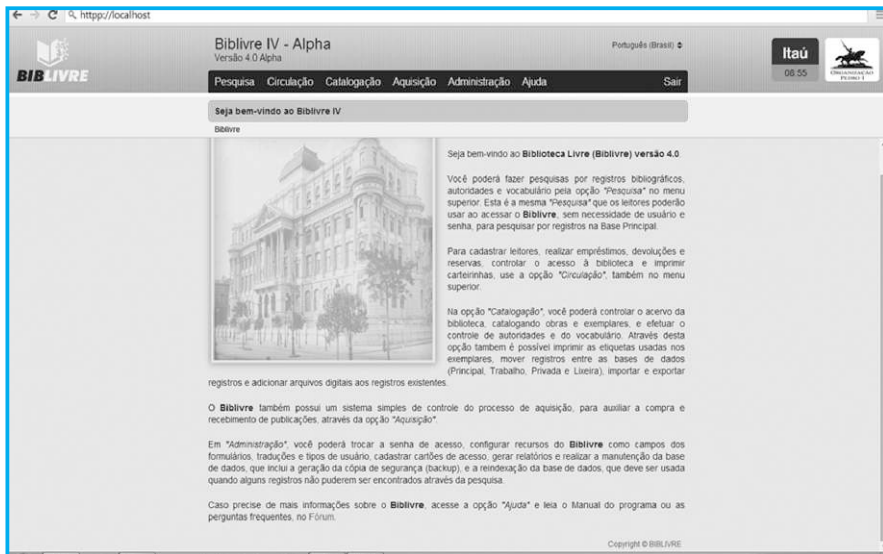 httpp://localhost
BIBLIVRE
Biblivre IV - Alpha
Versão 4.0 Alpha
Português (Brasil)
Itaú
08:55
ORGANIZAÇÃO
PEDRO I
Pesquisa Circulação Catalogação Aquisição Administração Ajuda Sair
Seja bem-vindo ao Biblivre IV
Biblivre
Seja bem-vindo ao Biblioteca Livre (Biblivre) versão 4.0.
Você poderá fazer pesquisas por registros bibliográficos,
autoridades e vocabulário pela opção "Pesquisa" no menu
superior. Esta é a mesma "Pesquisa" que os leitores poderão
usar ao acessar o Biblivre, sem necessidade de usuário e
senha, para pesquisar por registros na Base Principal.
Para cadastrar leitores, realizar empréstimos, devoluções e
reservas, controlar o acesso à biblioteca e imprimir
carteirinhas, use a opção "Circulação", também no menu
superior.
Na opção "Catalogação", você poderá controlar o acervo da
biblioteca, catalogando obras e exemplares, e efetuar o
controle de autoridades e do vocabulário. Através desta
opção tambem é possível imprimir as etiquetas usadas nos
exemplares, mover registros entre as bases de dados
(Principal, Trabalho, Privada e Lixeira), importar e exportar
registros e adicionar arquivos digitais aos registros existentes.
O Biblivre também possui um sistema simples de controle do processo de aquisição, para auxiliar a compra e
recebimento de publicações, através da opção "Aquisição".
Em "Administração", você poderá trocar a senha de acesso, configurar recursos do Biblivre como campos dos
formulários, traduções e tipos de usuário, cadastrar cartões de acesso, gerar relatórios e realizar a manutenção da base
de dados, que inclui a geração da cópia de segurança (backup), e a reindexação da base de dados, que deve ser usada
quando alguns registros não puderem ser encontrados através da pesquisa.
Caso precise de mais informações sobre o Biblivre, acesse a opção "Ajuda" e leia o Manual do programa ou as
perguntas frequentes, no Fórum.
Copyright © BIBLIVRE